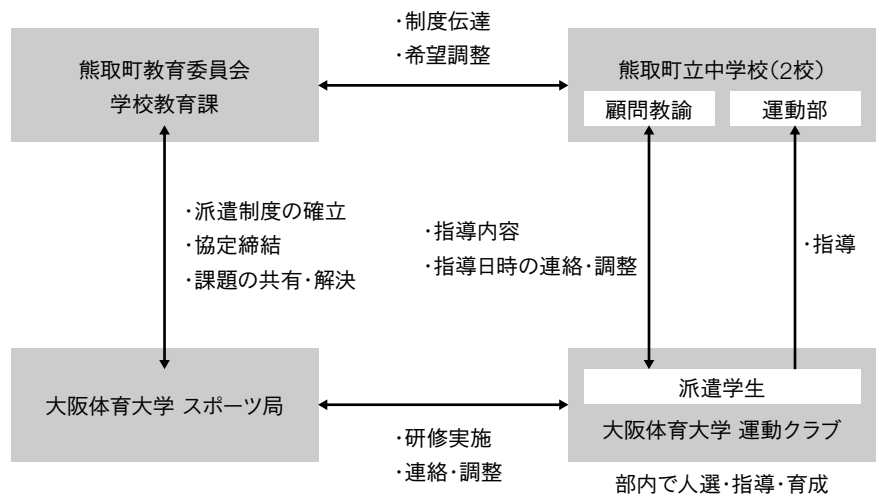 ・制度伝達
・希望調整
熊取町教育委員会
学校教育課
熊取町立中学校(2校)
顧問教諭
運動部
・派遣制度の確立
・協定締結
・課題の共有・解決
・指導内容
・指導日時の連絡・調整
・指導
大阪体育大学 スポーツ局
派遣学生
大阪体育大学 運動クラブ
・研修実施
・連絡・調整
部内で人選・指導・育成